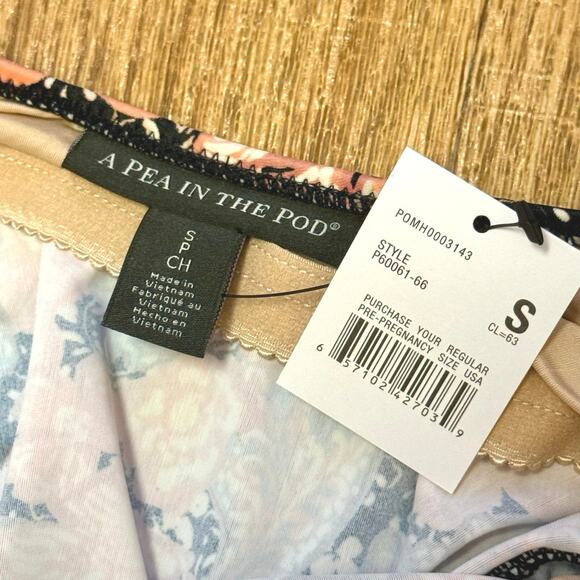 A PEA IN THE POD®
S
P
CH
Made in
Vietnam
Fabriqué au
Vietnam
Hecho en
Vietnam
P0MH0003143
STYLE
P60061-66
S
CL=63
PURCHASE YOUR REGULAR
PRE-PREGNANCY SIZE USA
6 57102 42703 9